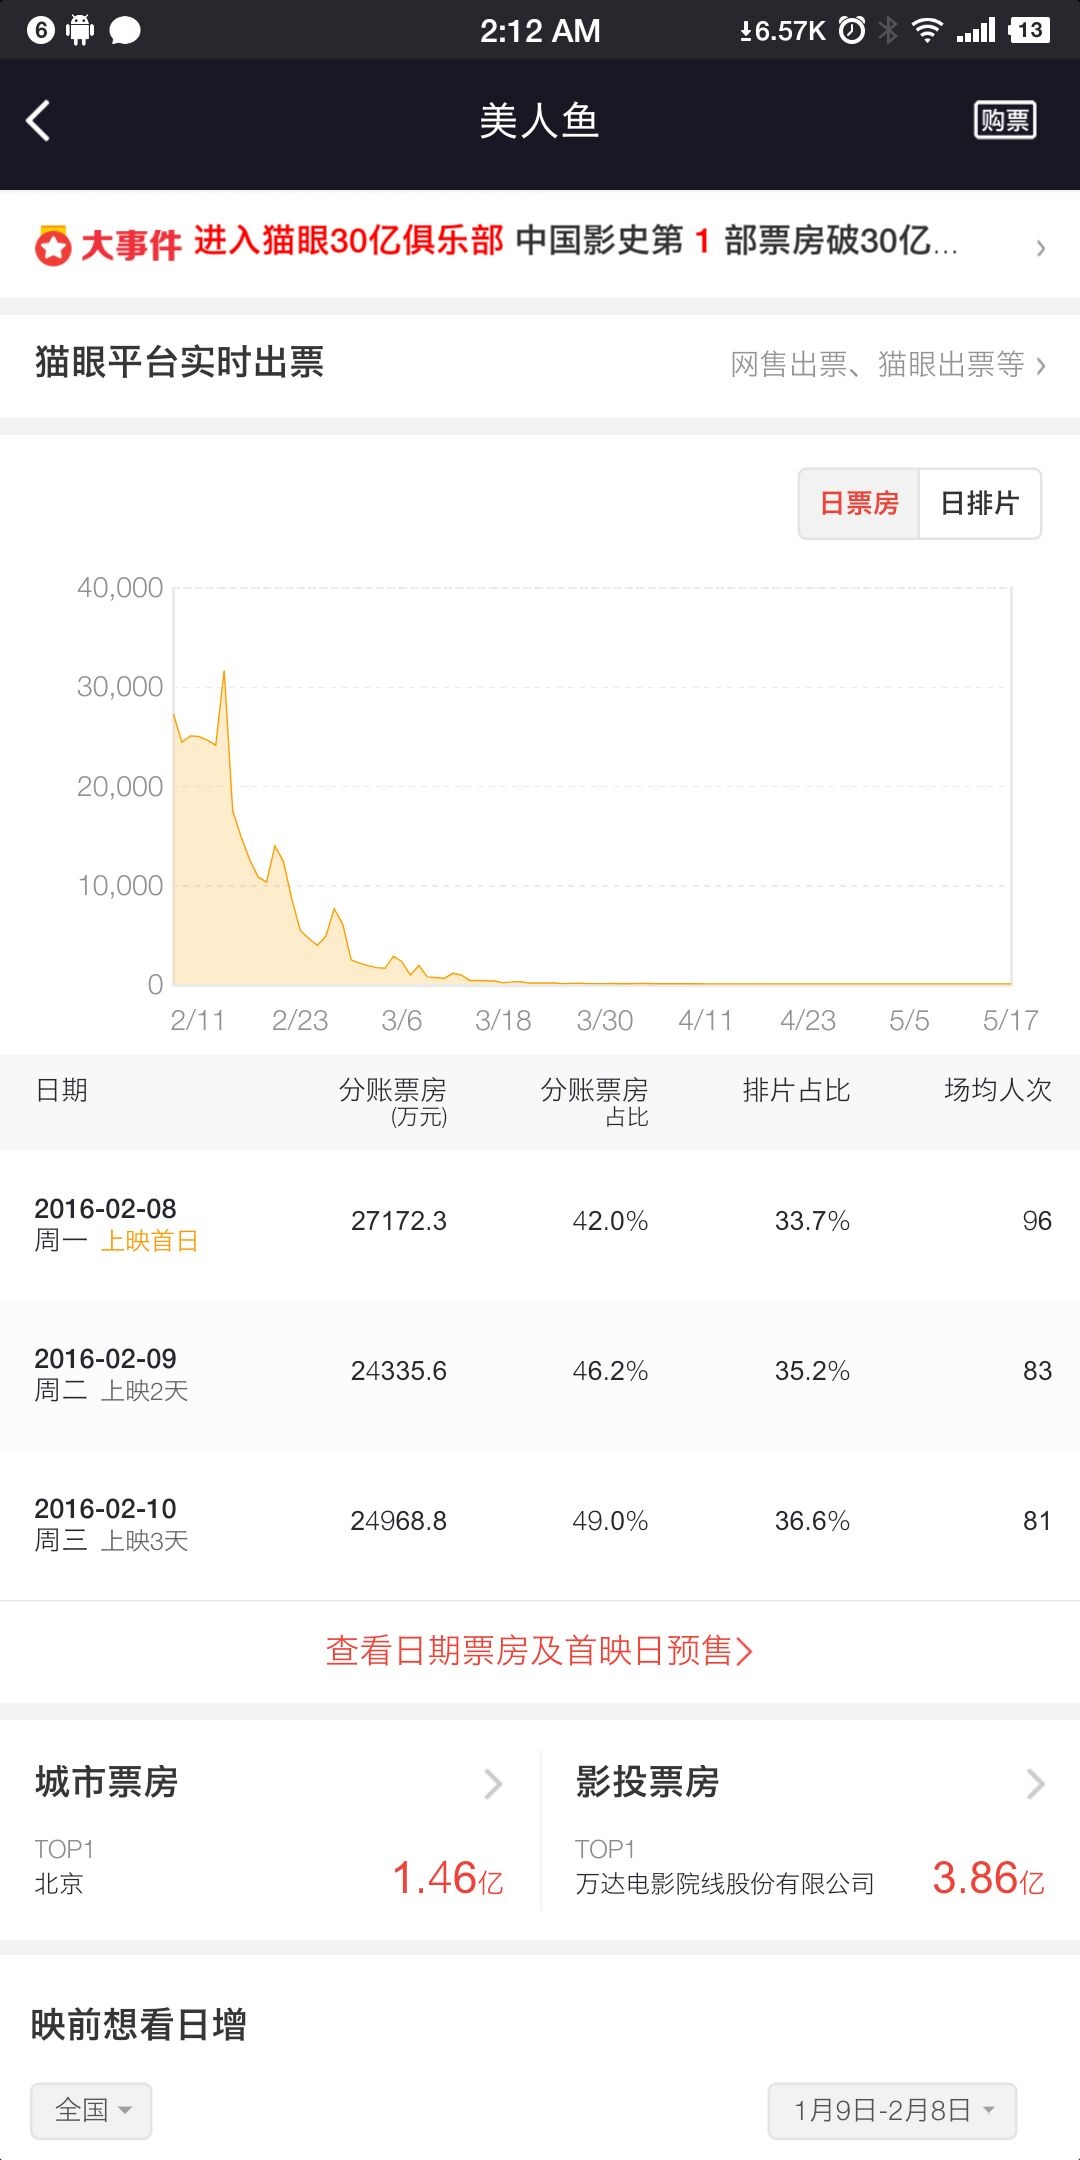 6 2:12 AM 6.57K 13
美人鱼 购票
大事件 进入猫眼30亿俱乐部 中国影史第 1 部票房破30亿...
猫眼平台实时出票 网售出票、猫眼出票等
日票房 日排片
40,000
30,000
20,000
10,000
0
2/11 2/23 3/6 3/18 3/30 4/11 4/23 5/5 5/17
日期 分账票房 分账票房 排片占比 场均人次
(万元) 占比
2016-02-08
周一 上映首日 27172.3 42.0% 33.7% 96
2016-02-09
周二 上映2天 24335.6 46.2% 35.2% 83
2016-02-10
周三 上映3天 24968.8 49.0% 36.6% 81
查看日期票房及首映日预售
城市票房 影投票房
TOP1 TOP1
北京 1.46亿 万达电影院线股份有限公司 3.86亿
映前想看日增
全国 1月9日-2月8日